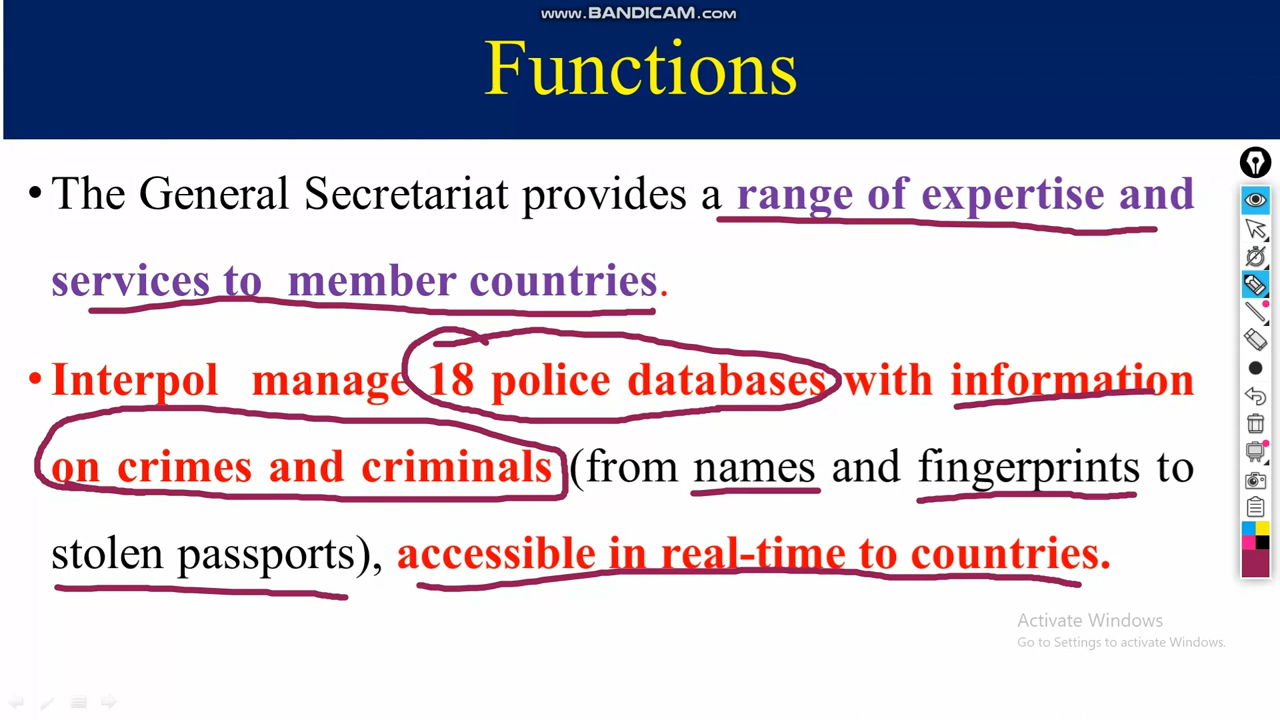 www.BANDICAM.com
Functions
• The General Secretariat provides a range of expertise and
services to member countries.
• Interpol manage 18 police databases with information
on crimes and criminals (from names and fingerprints to
stolen passports), accessible in real-time to countries.
Activate Windows
Go to Settings to activate Windows.